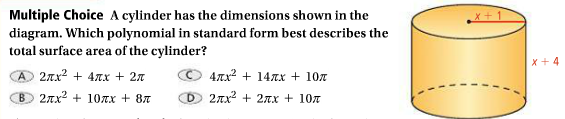 Multiple Choice A cylinder has the dimensions shown in the
diagram. Which polynomial in standard form best describes the
total surface area of the cylinder?
A 2πx² + 4πx + 2π
C 4πx² + 14πx + 10π
B 2πx² + 10πx + 8π
D 2πx² + 2πx + 10π
x + 1
x + 4